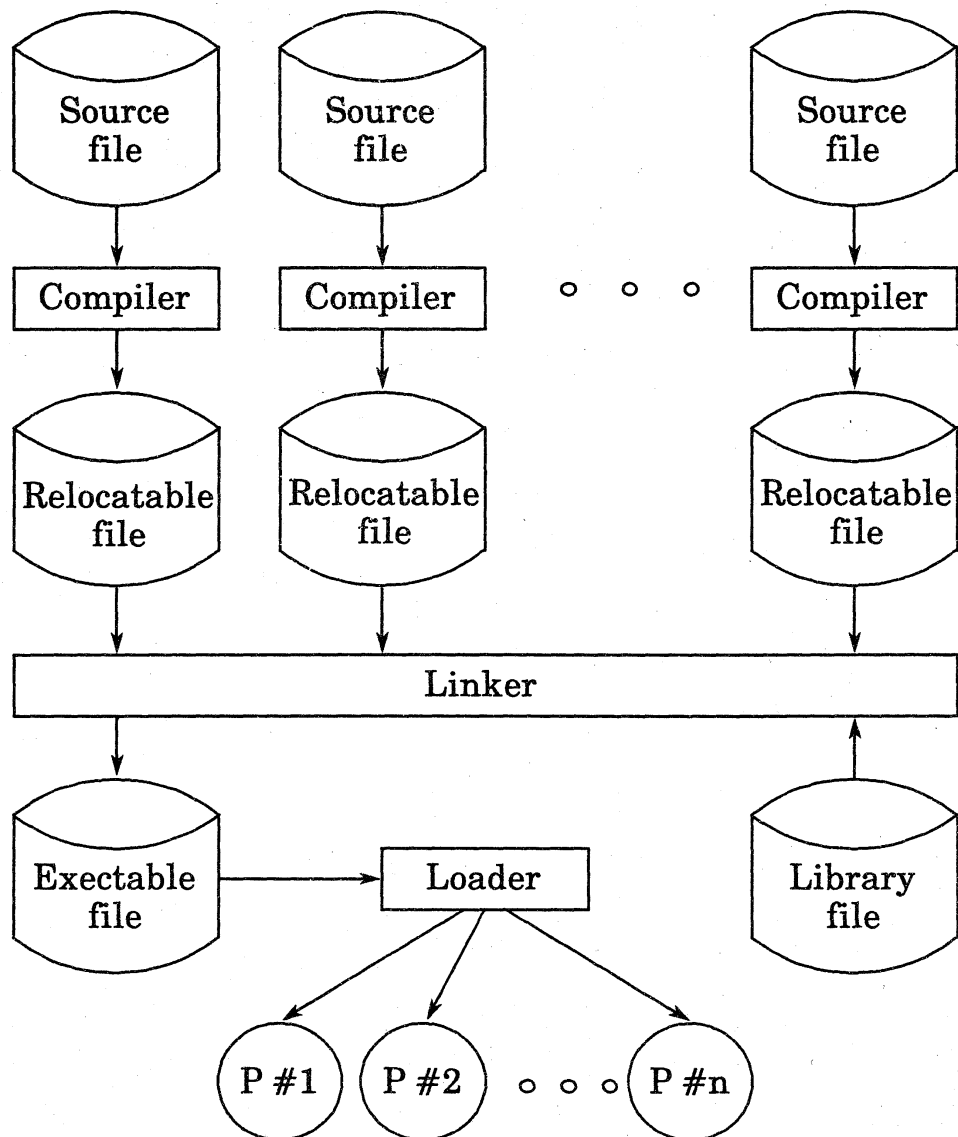 Source
file
Source
file
Source
file
Compiler
Compiler
Compiler
Relocatable
file
Relocatable
file
Relocatable
file
Linker
Exectable
file
Loader
Library
file
P #1
P #2
P #n